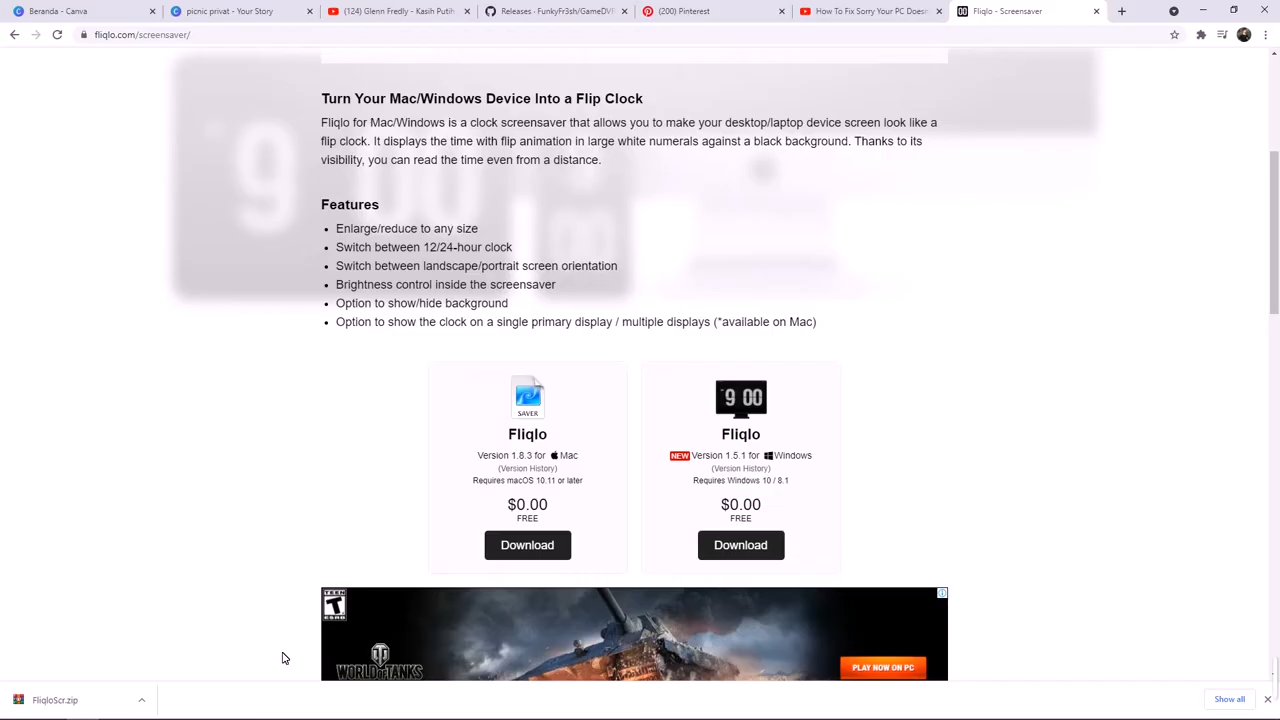 Beranda - Canva
picnic privat - Your Story
(124) Glenn Fredly - Kasih Putih
Releases · FunkyFr3sh/GameDVR
(200) Pinterest
How To Fix Sorry Your PC Doesn
Fliqlo - Screensaver
fliqlo.com/screensaver/
Turn Your Mac/Windows Device Into a Flip Clock
Fliqlo for Mac/Windows is a clock screensaver that allows you to make your desktop/laptop device screen look like a
flip clock. It displays the time with flip animation in large white numerals against a black background. Thanks to its
visibility, you can read the time even from a distance.
Features
• Enlarge/reduce to any size
• Switch between 12/24-hour clock
• Switch between landscape/portrait screen orientation
• Brightness control inside the screensaver
• Option to show/hide background
• Option to show the clock on a single primary display / multiple displays (*available on Mac)
SAVER
9 00
Fliqlo
Fliqlo
Version 1.8.3 for Mac
NEW Version 1.5.1 for Windows
(Version History)
(Version History)
Requires macOS 10.11 or later
Requires Windows 10 / 8.1
$0.00
$0.00
FREE
FREE
Download
Download
TEEN
T
ESRB
WORLD OF TANKS
PLAY NOW ON PC
FliqloScr.zip
Show all